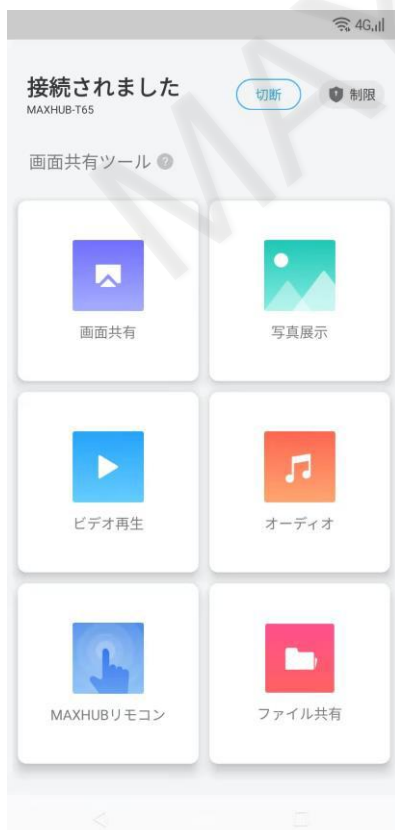 4G
接続されました
MAXHUB-T65
切断
制限
画面共有ツール ?
画面共有
写真展示
ビデオ再生
オーディオ
MAXHUBリモコン
ファイル共有